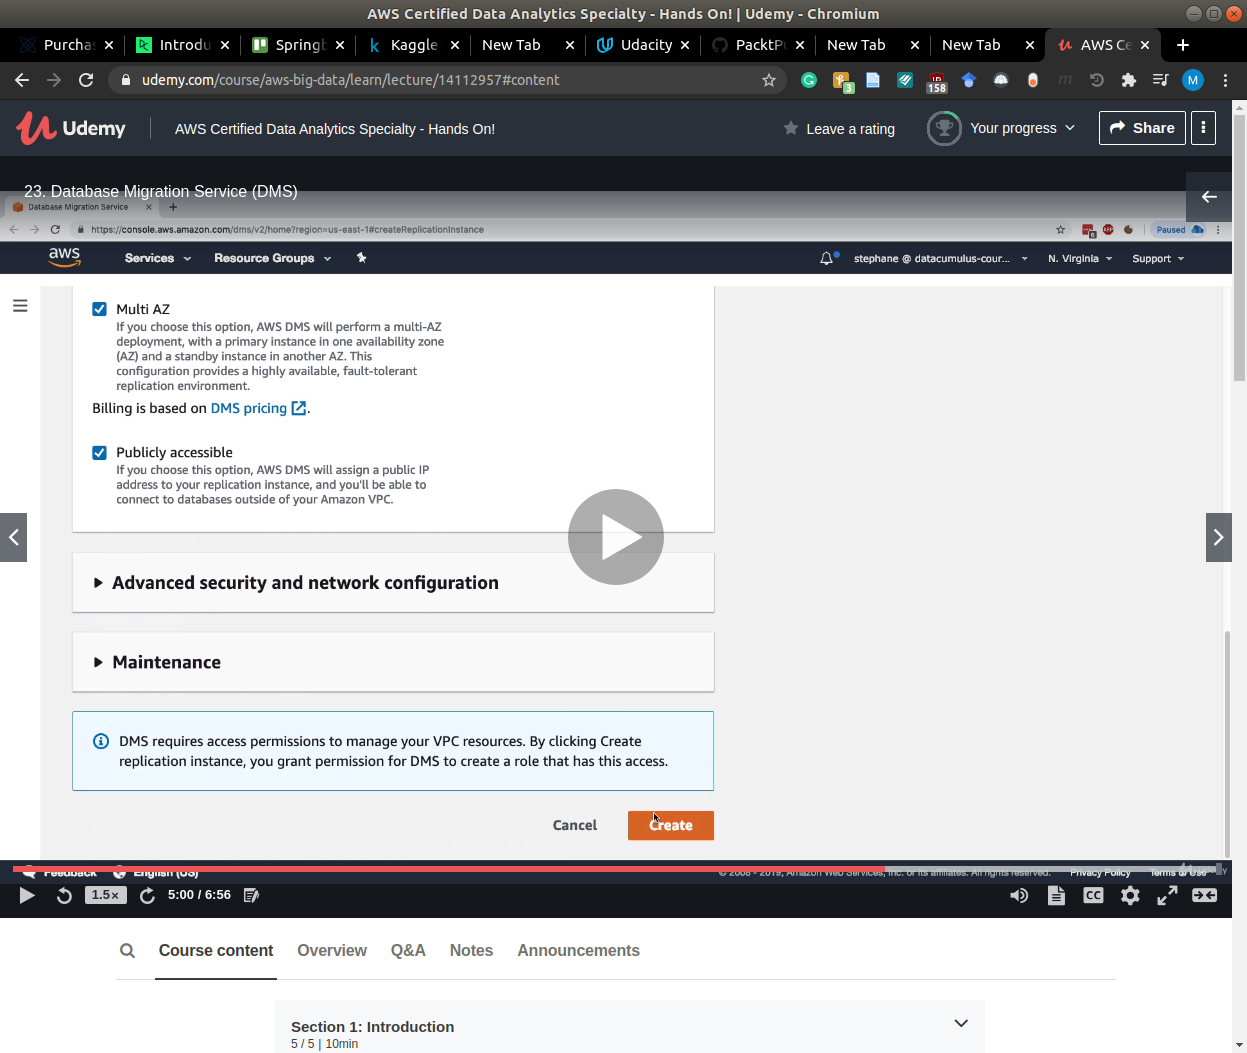 AWS Certified Data Analytics Specialty - Hands On! | Udemy - Chromium
Purcha
Introdu
Springb
Kaggle
New Tab
Udacity
PacktP
New Tab
New Tab
AWS Ce
udemy.com/course/aws-big-data/learn/lecture/14112957#content
3
158
M
Udemy
AWS Certified Data Analytics Specialty - Hands On!
Leave a rating
Your progress
Share
23. Database Migration Service (DMS)
Database Migration Service
https://console.aws.amazon.com/dms/v2/home?region=us-east-1#createReplicationInstance
Paused
aws
Services
Resource Groups
stephane @ datacumulus-cour...
N. Virginia
Support
Multi AZ
If you choose this option, AWS DMS will perform a multi-AZ
deployment, with a primary instance in one availability zone
(AZ) and a standby instance in another AZ. This
configuration provides a highly available, fault-tolerant
replication environment.
Billing is based on DMS pricing.
Publicly accessible
If you choose this option, AWS DMS will assign a public IP
address to your replication instance, and you'll be able to
connect to databases outside of your Amazon VPC.
Advanced security and network configuration
Maintenance
DMS requires access permissions to manage your VPC resources. By clicking Create
replication instance, you grant permission for DMS to create a role that has this access.
Cancel
Create
Feedback
English (US)
© 2008 - 2019, Amazon Web Services, Inc. or its affiliates. All rights reserved.
Privacy Policy
Terms of Use
1.5×
5:00 / 6:56
CC
Course content
Overview
Q&A
Notes
Announcements
Section 1: Introduction
5 / 5 | 10min